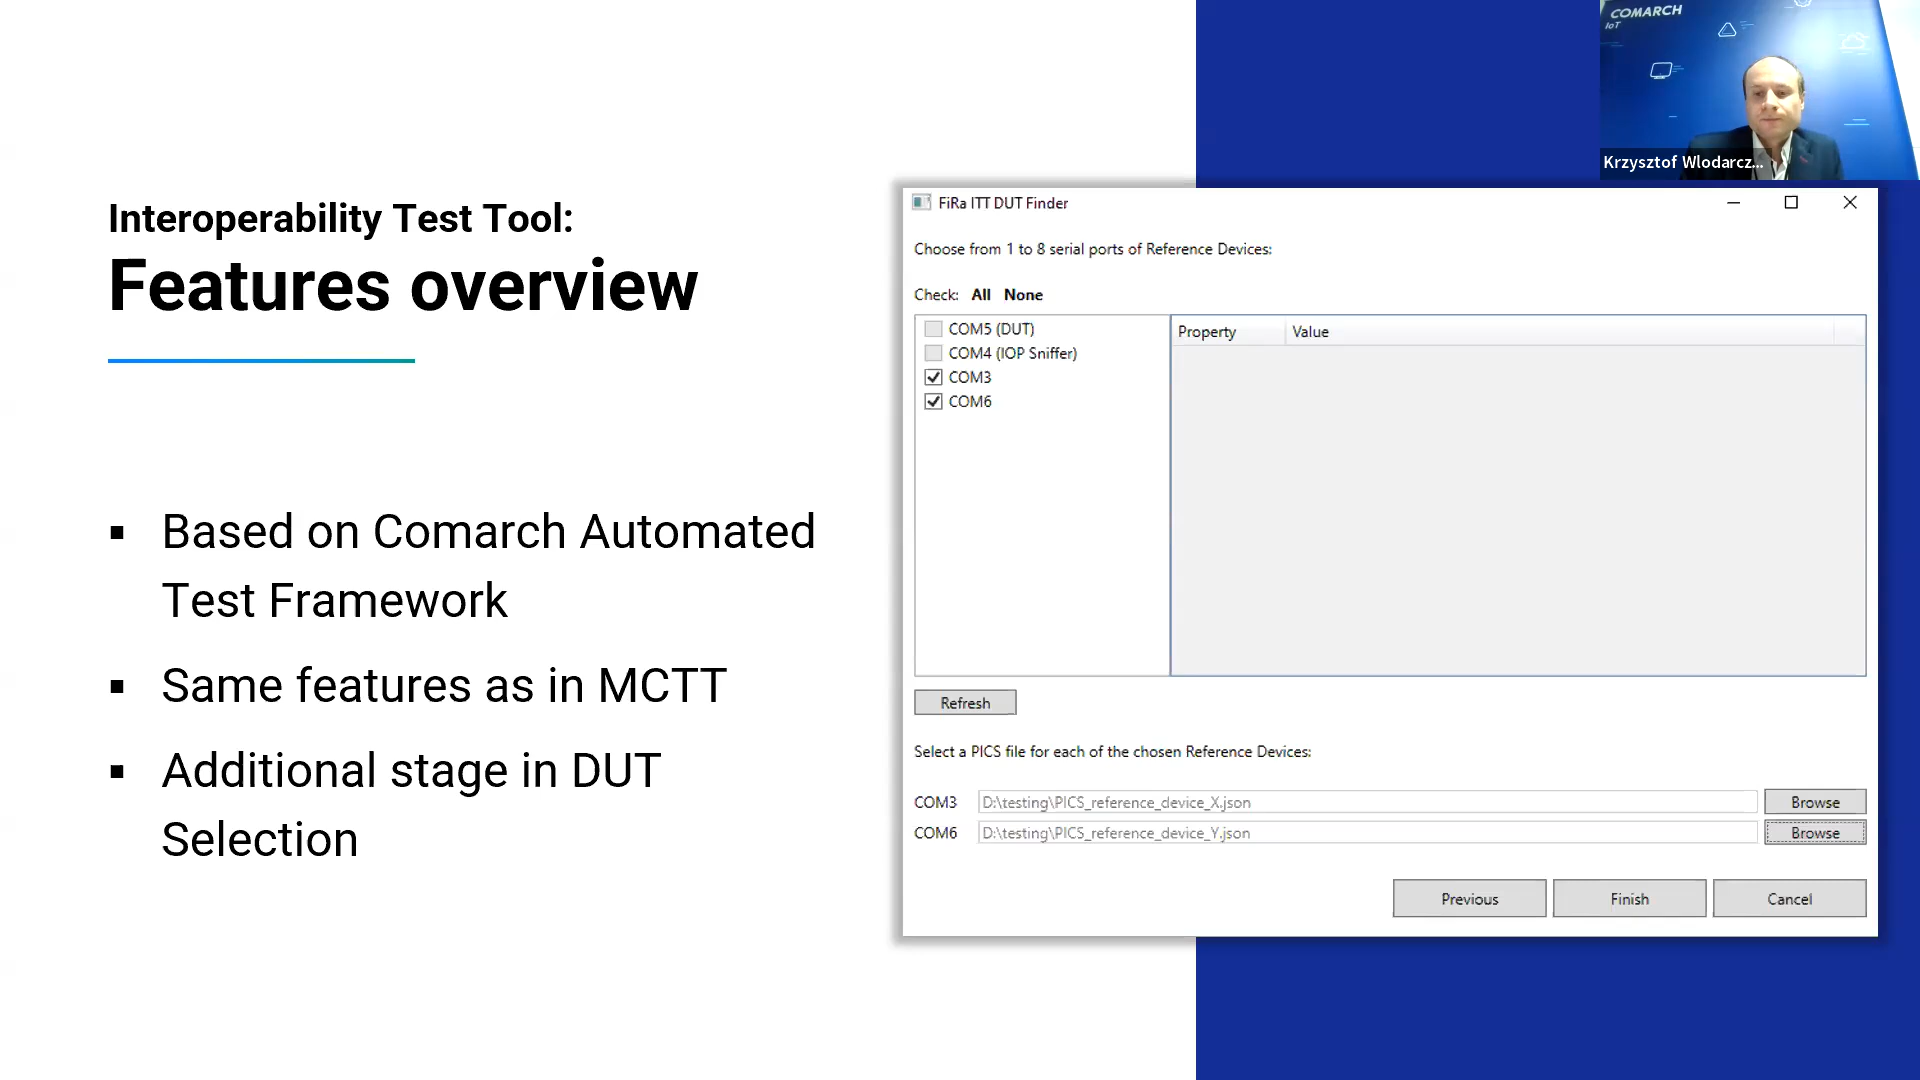 COMARCH
IoT
Krzysztof Wlodarcz...
Interoperability Test Tool:
Features overview
▪ Based on Comarch Automated
Test Framework
▪ Same features as in MCTT
▪ Additional stage in DUT
Selection
FiRa ITT DUT Finder
Choose from 1 to 8 serial ports of Reference Devices:
Check: All None
COM5 (DUT)
COM4 (IOP Sniffer)
COM3
COM6
Property Value
Refresh
Select a PICS file for each of the chosen Reference Devices:
COM3 D:\testing\PICS_reference_device_X.json Browse
COM6 D:\testing\PICS_reference_device_Y.json Browse
Previous Finish Cancel